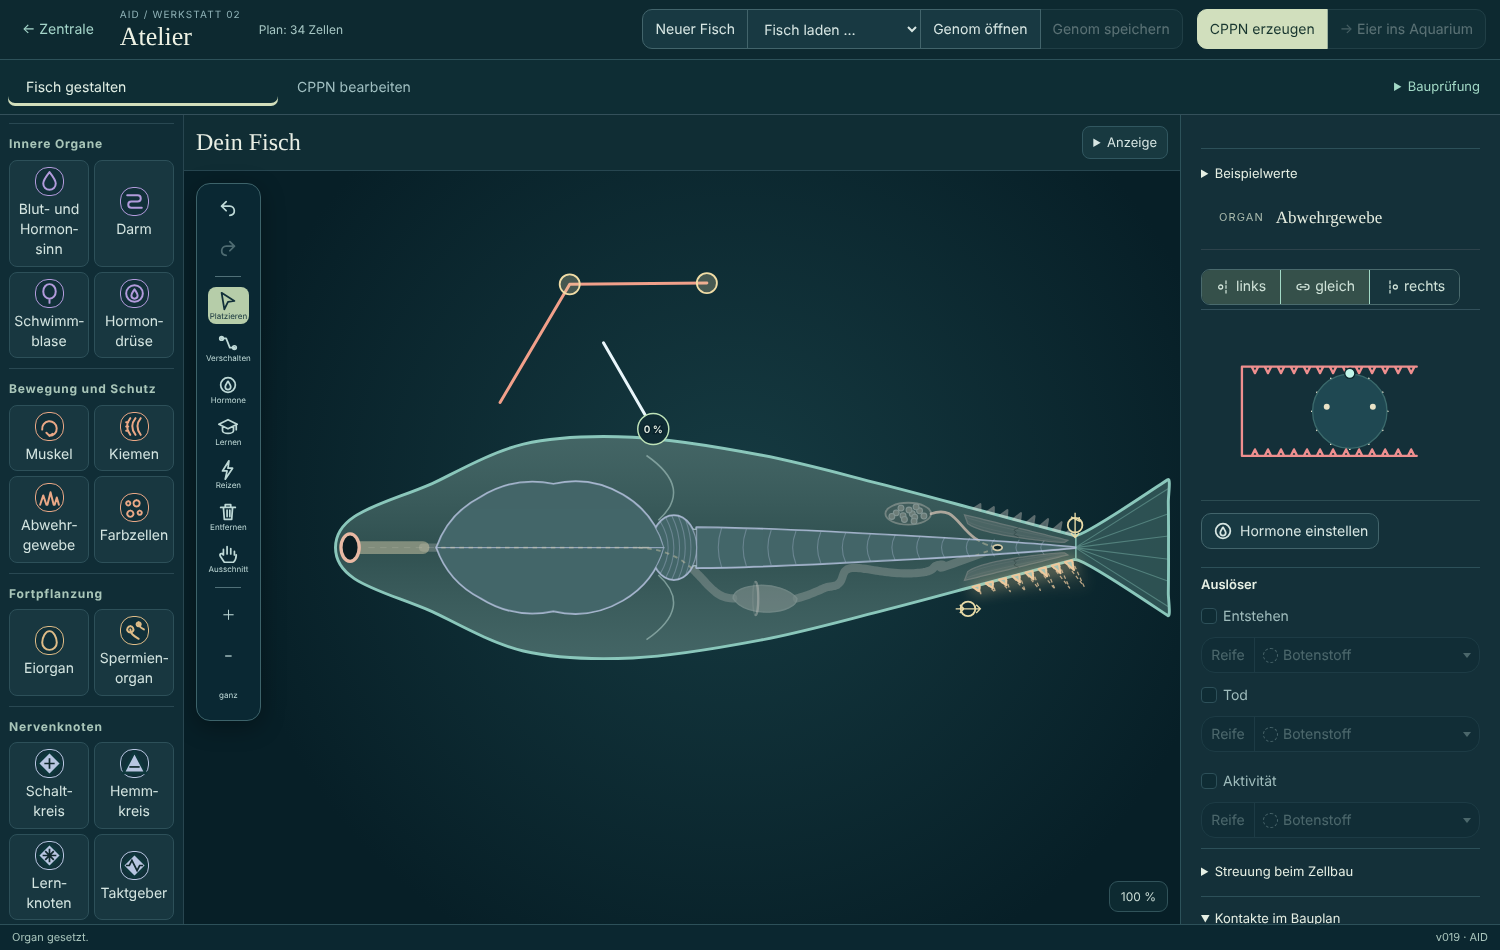 ← Zentrale
AID / WERKSTATT 02
Atelier
Plan: 34 Zellen
Neuer Fisch
Fisch laden ...
Genom öffnen
Genom speichern
CPPN erzeugen
→ Eier ins Aquarium
Fisch gestalten
CPPN bearbeiten
Bauprüfung
Innere Organe
Blut- und
Hormon-
sinn
Darm
Schwimm-
blase
Hormon-
drüse
Bewegung und Schutz
Muskel
Kiemen
Abwehr-
gewebe
Farbzellen
Fortpflanzung
Eiorgan
Spermien-
organ
Nervenknoten
Schalt-
kreis
Hemm-
kreis
Lern-
knoten
Taktgeber
Dein Fisch
Anzeige
Platzieren
Verschalten
Hormone
Lernen
Reizen
Entfernen
Ausschnitt
+
-
ganz
0 %
100 %
Beispielwerte
ORGAN Abwehrgewebe
links
gleich
rechts
Hormone einstellen
Auslöser
Entstehen
Reife Botenstoff
Tod
Reife Botenstoff
Aktivität
Reife Botenstoff
Streuung beim Zellbau
Kontakte im Bauplan
Organ gesetzt.
v019 · AID